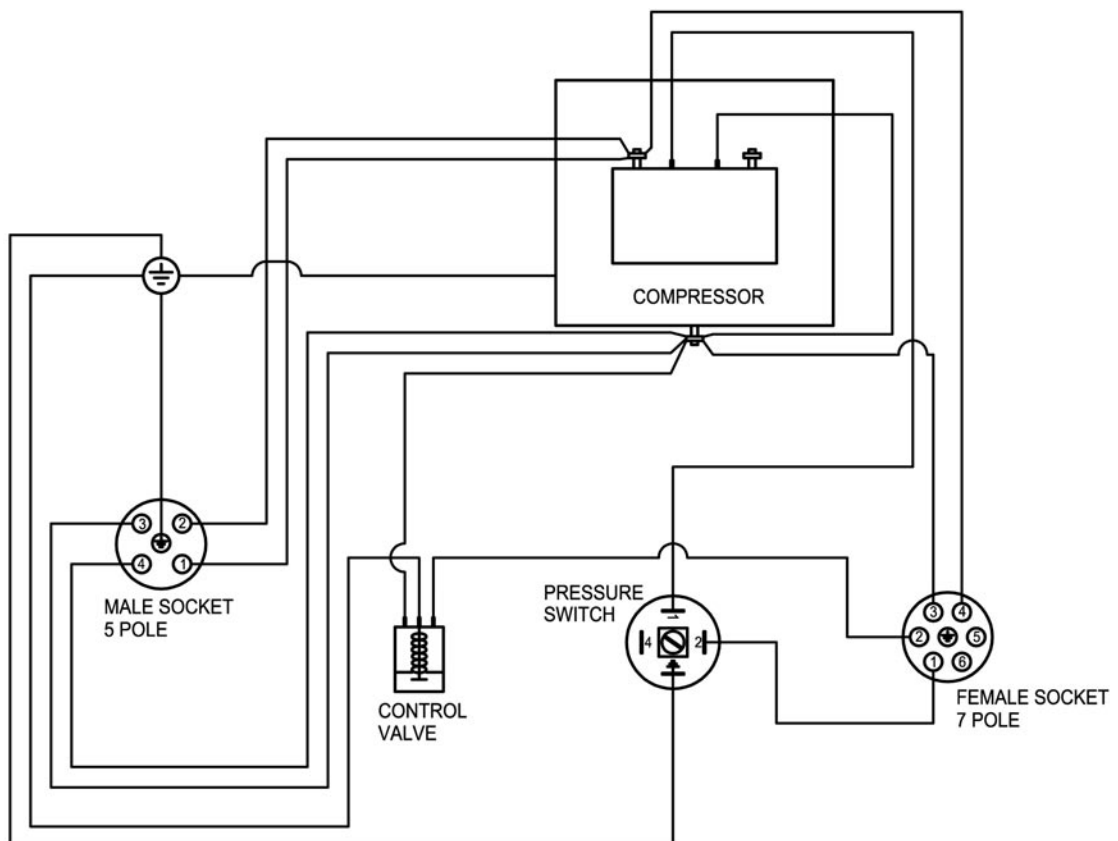 COMPRESSOR
3 2
4 1
MALE SOCKET
5 POLE
PRESSURE
SWITCH
1
4 2
3 4
2 5
1 6
CONTROL
VALVE
FEMALE SOCKET
7 POLE